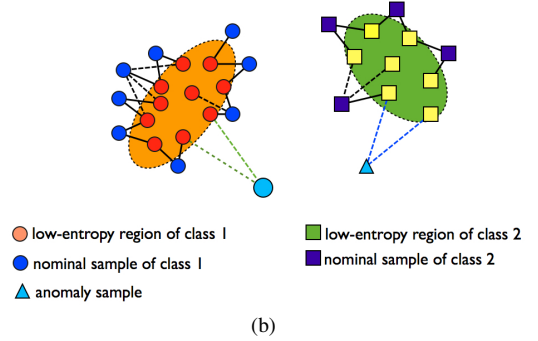 low-entropy region of class 1
nominal sample of class 1
anomaly sample
low-entropy region of class 2
nominal sample of class 2
(b)